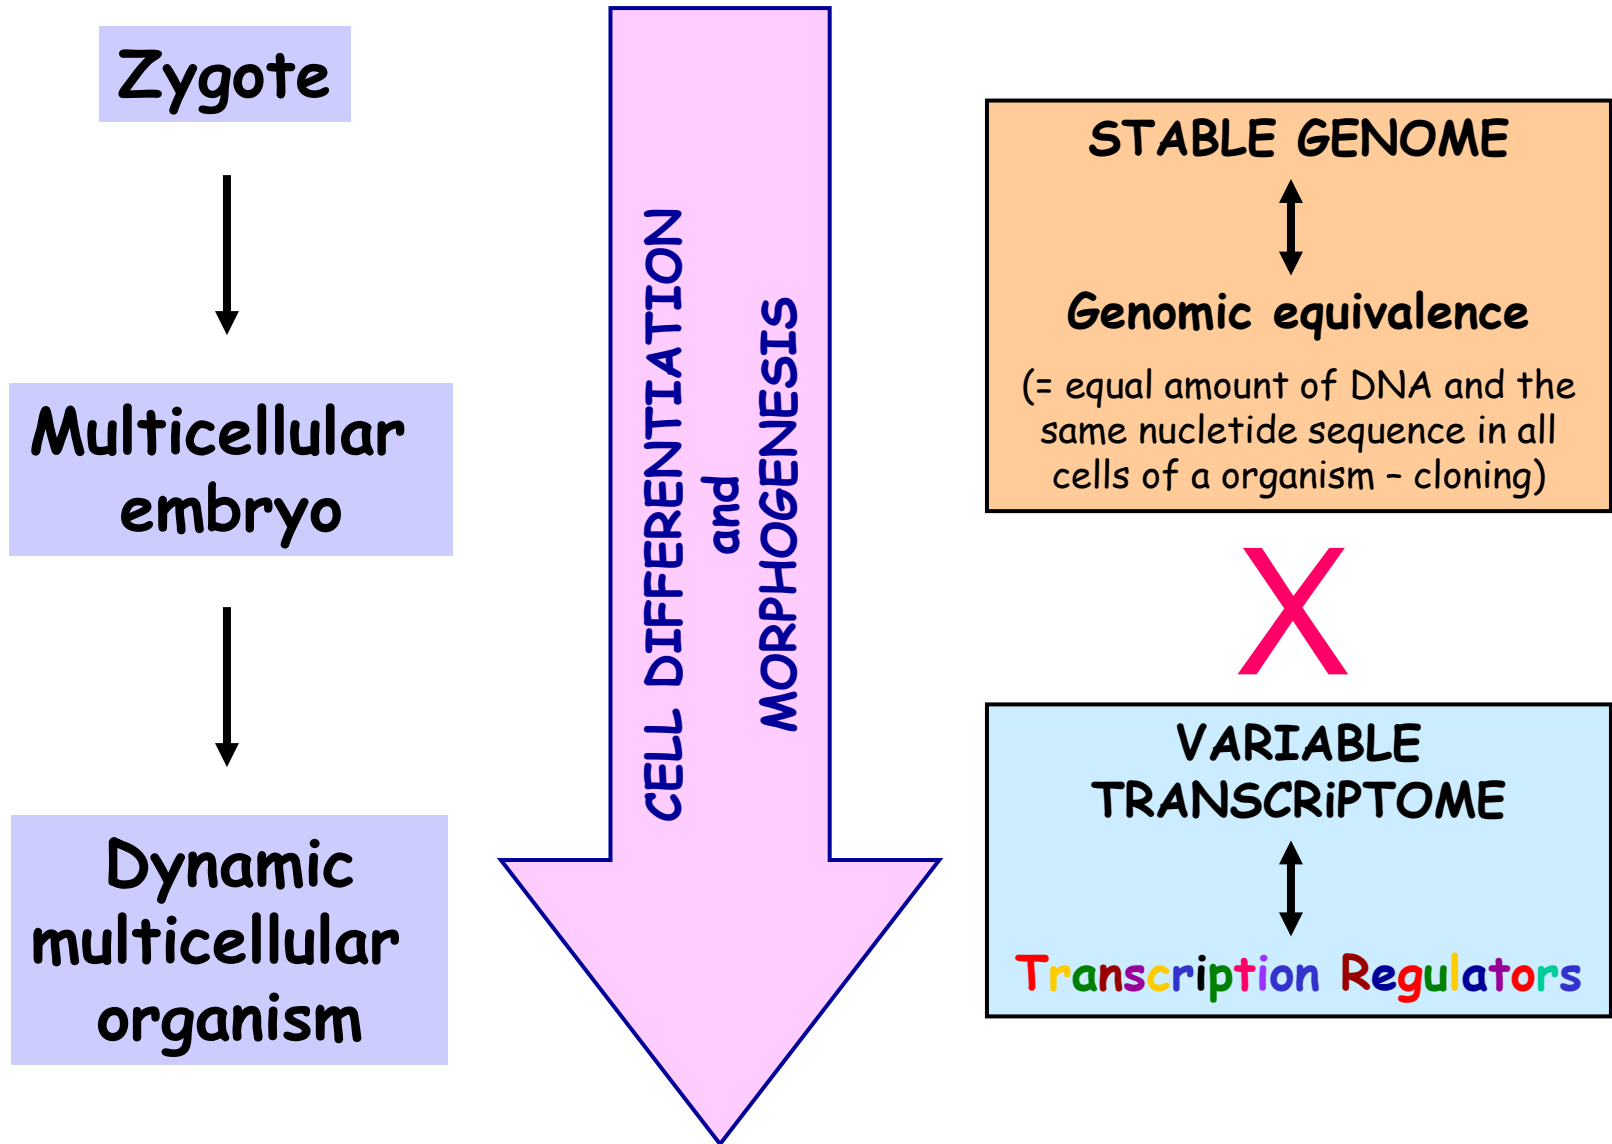 Zygote
Multicellular
embryo
Dynamic
multicellular
organism
CELL DIFFERENTIATION
and
MORPHOGENESIS
STABLE GENOME
Genomic equivalence
(= equal amount of DNA and the
same nucletide sequence in all
cells of a organism – cloning)
X
VARIABLE
TRANSCRiPTOME
Transcription Regulators